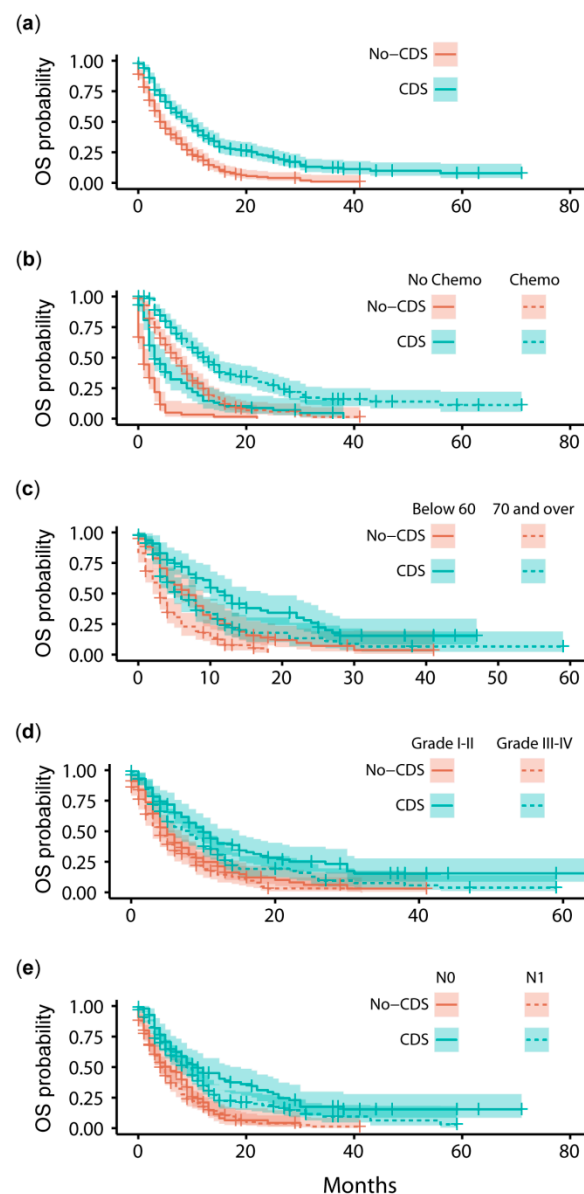 (a)
OS probability
1.00
0.75
0.50
0.25
0.00
No−CDS
CDS
0 20 40 60 80
(b)
OS probability
1.00
0.75
0.50
0.25
0.00
No Chemo Chemo
No−CDS
CDS
0 20 40 60 80
(c)
OS probability
1.00
0.75
0.50
0.25
0.00
Below 60 70 and over
No−CDS
CDS
0 10 20 30 40 50 60
(d)
OS probability
1.00
0.75
0.50
0.25
0.00
Grade I-II Grade III-IV
No−CDS
CDS
0 20 40 60
(e)
OS probability
1.00
0.75
0.50
0.25
0.00
N0 N1
No−CDS
CDS
0 20 40 60 80
Months